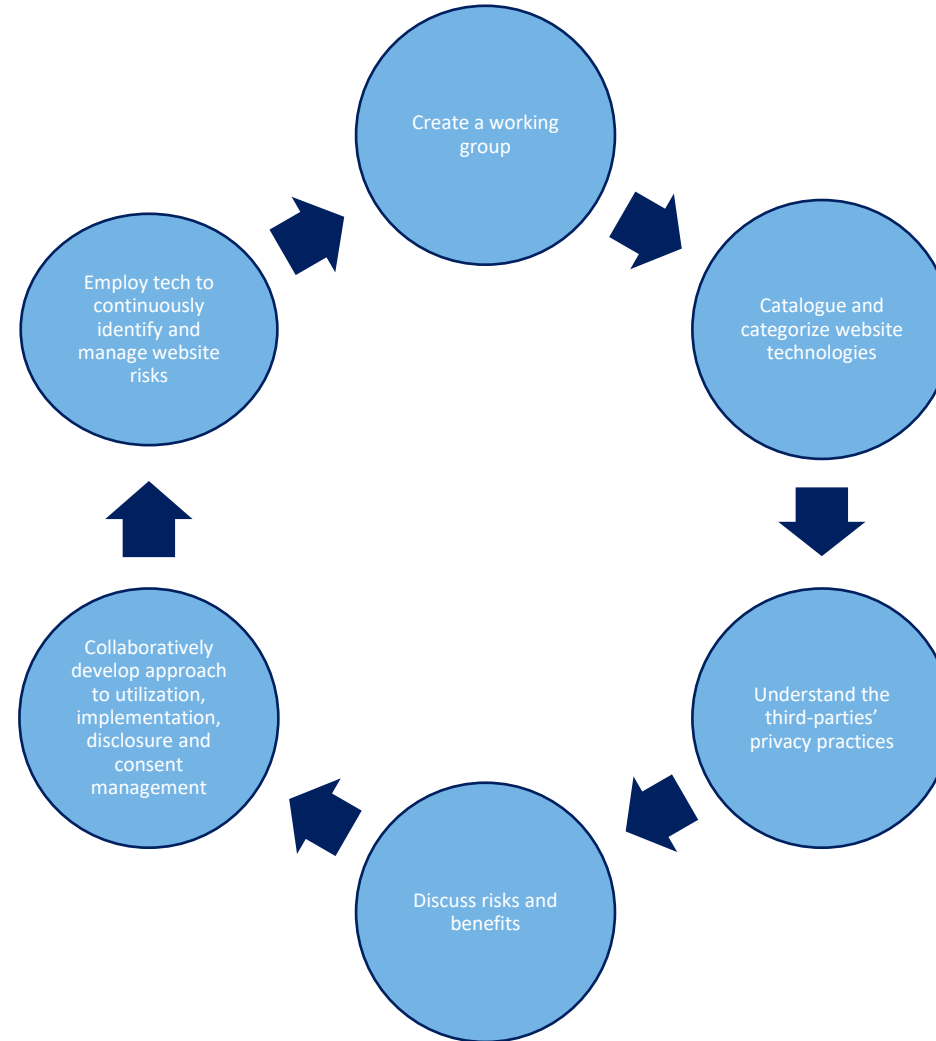 Create a working
group
Catalogue and
categorize website
technologies
Understand the
third-parties’
privacy practices
Discuss risks and
benefits
Collaboratively
develop approach
to utilization,
implementation,
disclosure and
consent
management
Employ tech to
continuously
identify and
manage website
risks